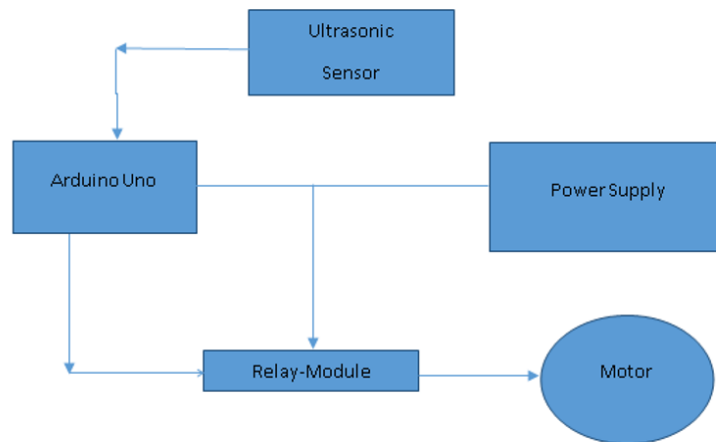 Ultrasonic
Sensor
Arduino Uno
Power Supply
Relay-Module
Motor